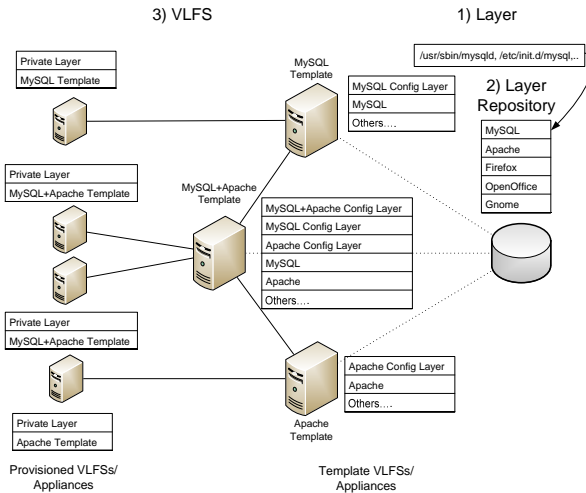 3) VLFS
1) Layer
/usr/sbin/mysqld, /etc/init.d/mysql,..
2) Layer
Repository
MySQL
Apache
Firefox
OpenOffice
Gnome
Private Layer
MySQL Template
MySQL
Template
MySQL Config Layer
MySQL
Others....
Private Layer
MySQL+Apache Template
MySQL+Apache
Template
MySQL+Apache Config Layer
MySQL Config Layer
Apache Config Layer
MySQL
Apache
Others....
Private Layer
MySQL+Apache Template
Apache Config Layer
Apache
Others....
Private Layer
Apache Template
Apache
Template
Provisioned VLFSs/
Appliances
Template VLFSs/
Appliances